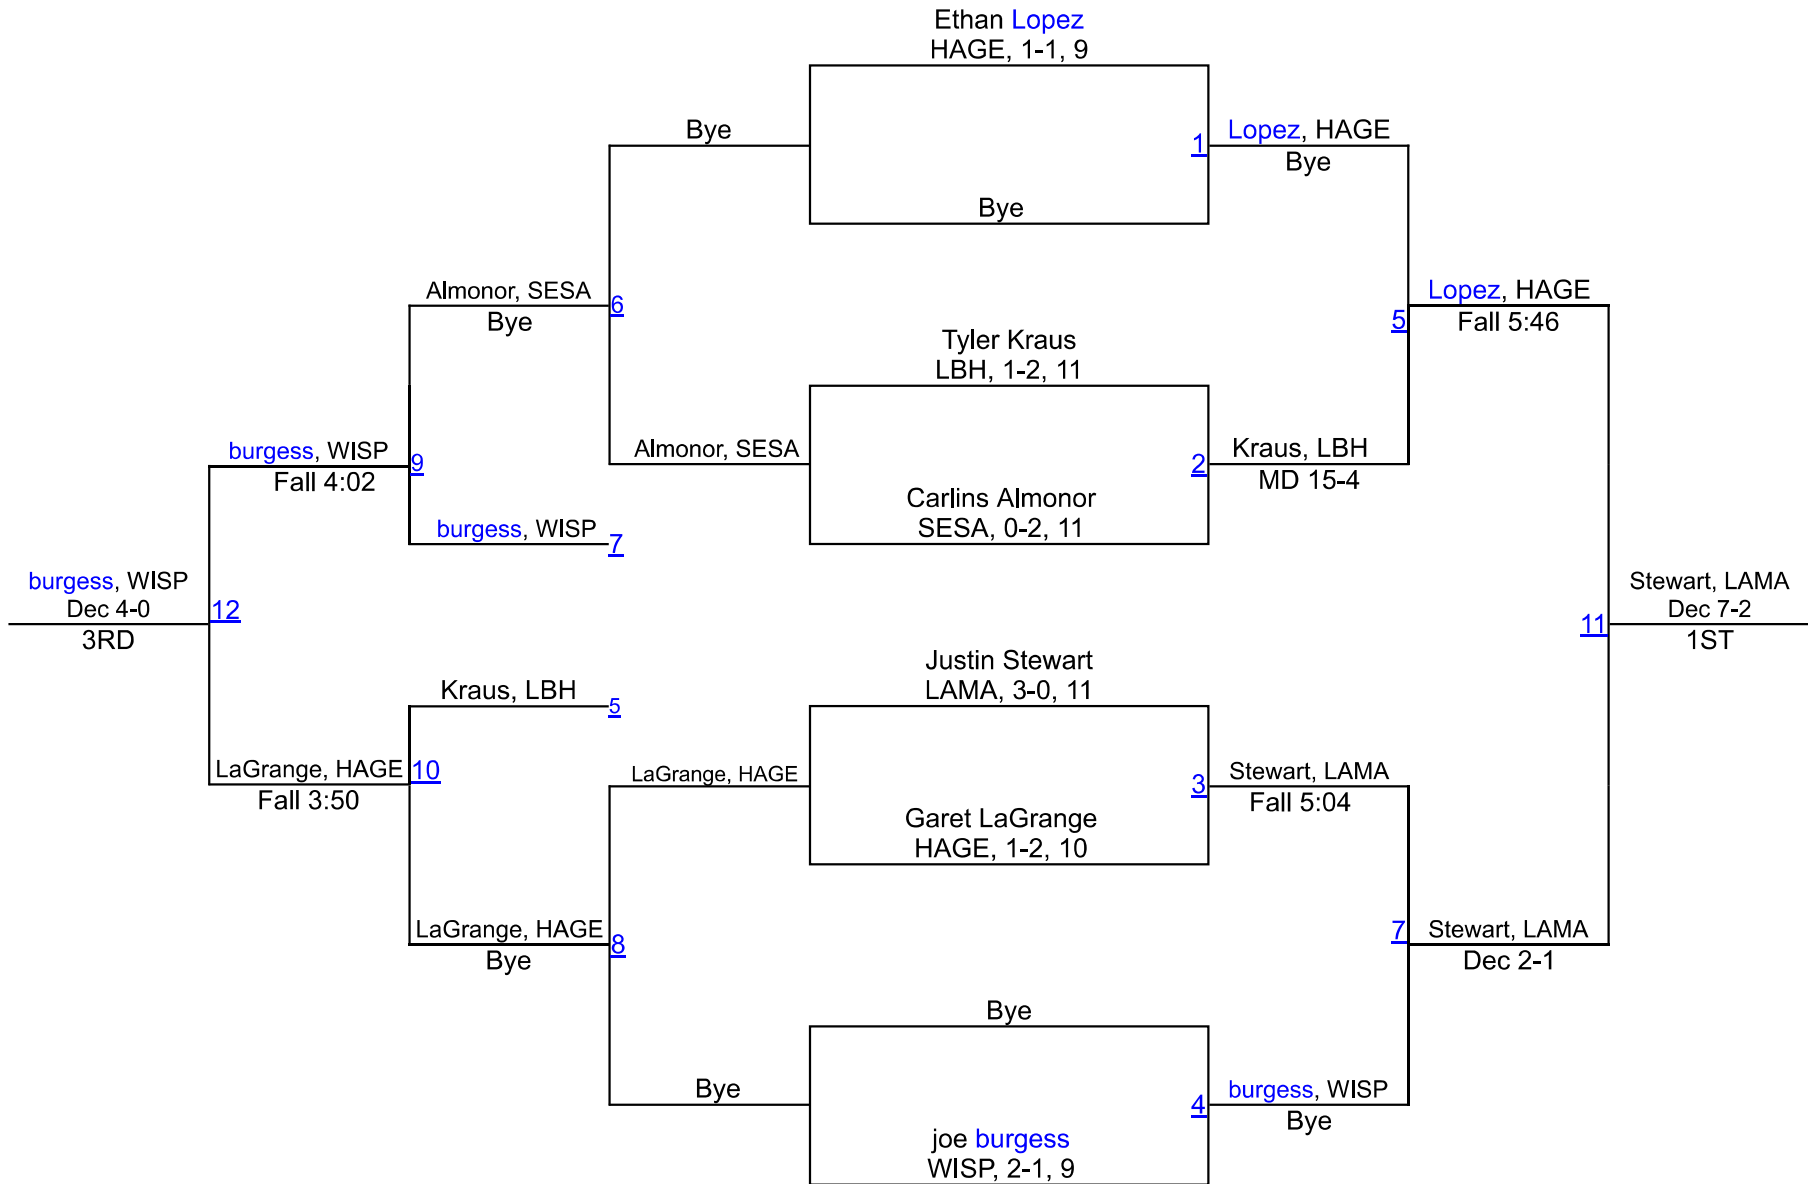 Ethan Lopez
HAGE, 1-1, 9
Bye
1
Lopez, HAGE
Bye
Bye
Almonor, SESA
Bye
6
Lopez, HAGE
Fall 5:46
5
Tyler Kraus
LBH, 1-2, 11
burgess, WISP
Fall 4:02
9
Almonor, SESA
2
Kraus, LBH
MD 15-4
Carlins Almonor
SESA, 0-2, 11
burgess, WISP
7
burgess, WISP
Dec 4-0
3RD
12
11
Stewart, LAMA
Dec 7-2
1ST
Justin Stewart
LAMA, 3-0, 11
Kraus, LBH
5
LaGrange, HAGE
Fall 3:50
10
LaGrange, HAGE
3
Stewart, LAMA
Fall 5:04
Garet LaGrange
HAGE, 1-2, 10
LaGrange, HAGE
Bye
8
7
Stewart, LAMA
Dec 2-1
Bye
Bye
4
burgess, WISP
Bye
joe burgess
WISP, 2-1, 9